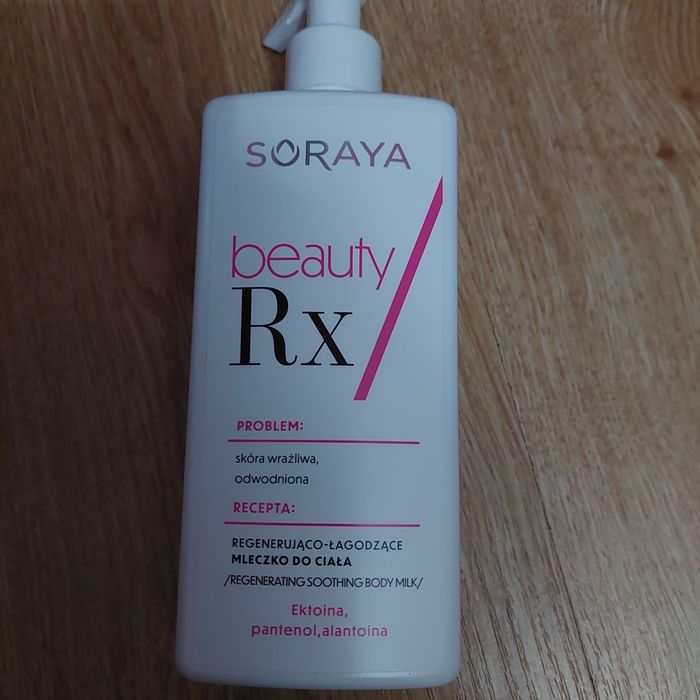 SORAYA
beauty
Rx
PROBLEM:
skóra wrażliwa,
odwodniona
RECEPTA:
REGENERUJĄCO-ŁAGODZĄCE
MLECZKO DO CIAŁA
/REGENERATING SOOTHING BODY MILK/
Ektoina,
pantenol,alantoina